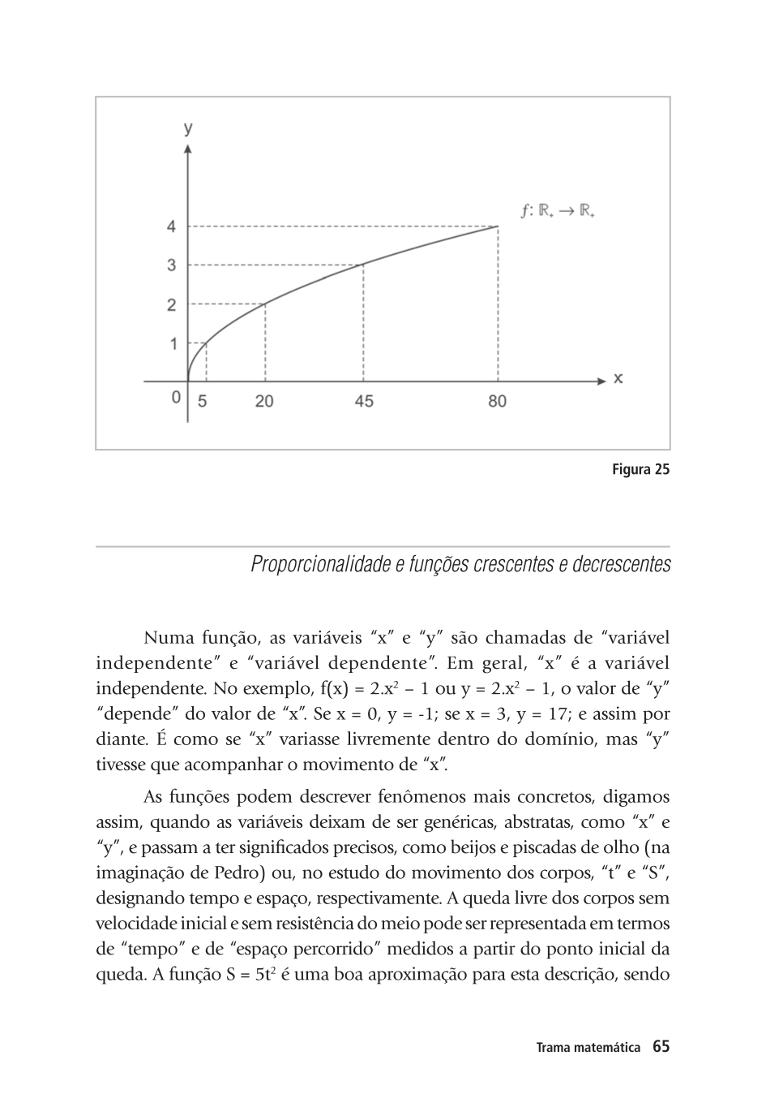 y
f: ℝ₊ → ℝ₊
4
3
2
1
x
0 5 20 45 80
Figura 25
Proporcionalidade e funções crescentes e decrescentes
Numa função, as variáveis “x” e “y” são chamadas de “variável
independente” e “variável dependente”. Em geral, “x” é a variável
independente. No exemplo, f(x) = 2.x² – 1 ou y = 2.x² – 1, o valor de “y”
“depende” do valor de “x”. Se x = 0, y = -1; se x = 3, y = 17; e assim por
diante. É como se “x” variasse livremente dentro do domínio, mas “y”
tivesse que acompanhar o movimento de “x”.
As funções podem descrever fenômenos mais concretos, digamos
assim, quando as variáveis deixam de ser genéricas, abstratas, como “x” e
“y”, e passam a ter significados precisos, como beijos e piscadas de olho (na
imaginação de Pedro) ou, no estudo do movimento dos corpos, “t” e “S”,
designando tempo e espaço, respectivamente. A queda livre dos corpos sem
velocidade inicial e sem resistência do meio pode ser representada em termos
de “tempo” e de “espaço percorrido” medidos a partir do ponto inicial da
queda. A função S = 5t² é uma boa aproximação para esta descrição, sendo
Trama matemática 65